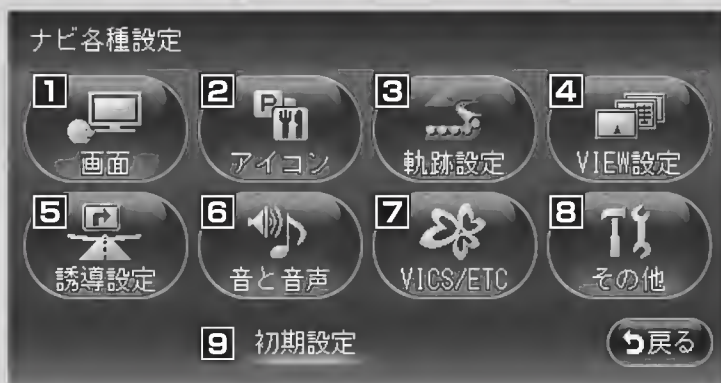 ナビ各種設定
1 2 3 4
画面 アイコン 軌跡設定 VIEW設定
5 6 7 8
誘導設定 音と音声 VICS/ETC その他
9 初期設定 戻る